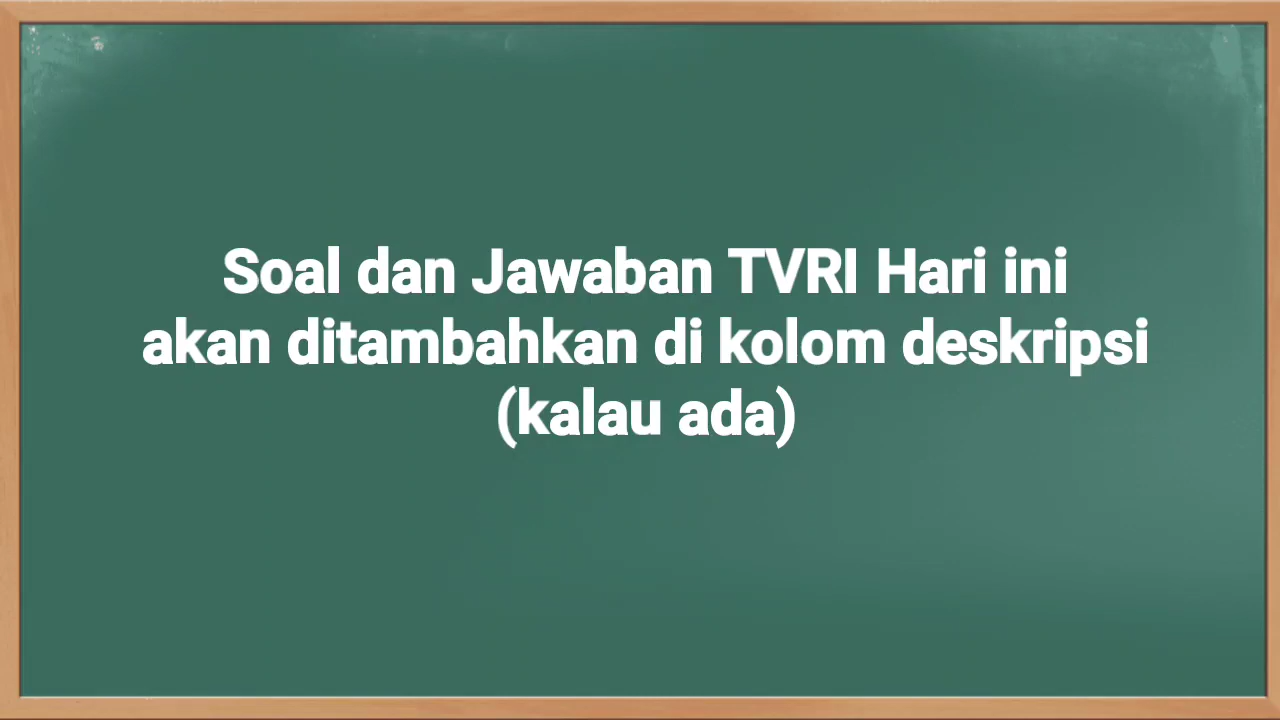 Soal dan Jawaban TVRI Hari ini
akan ditambahkan di kolom deskripsi
(kalau ada)